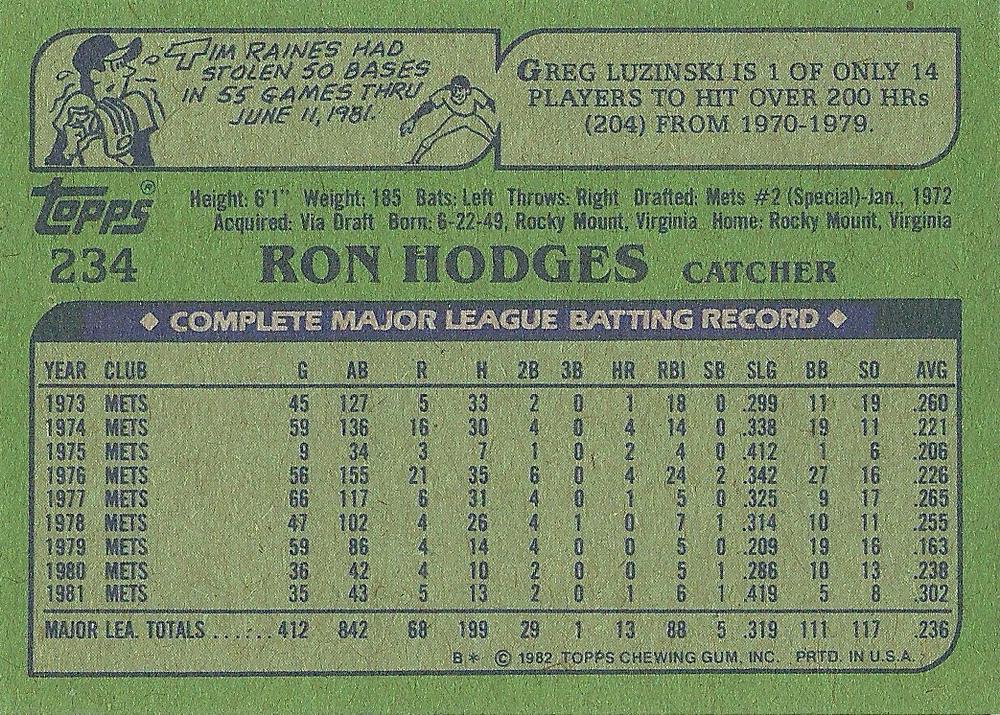 TIM RAINES HAD
STOLEN 50 BASES
IN 55 GAMES THRU
JUNE 11, 1981.
GREG LUZINSKI IS 1 OF ONLY 14
PLAYERS TO HIT OVER 200 HRs
(204) FROM 1970-1979.
Topps®
Height: 6'1" Weight: 185 Bats: Left Throws: Right Drafted: Mets #2 (Special)-Jan., 1972
Acquired: Via Draft Born: 6-22-49, Rocky Mount, Virginia Home: Rocky Mount, Virginia
234 RON HODGES CATCHER
◆ COMPLETE MAJOR LEAGUE BATTING RECORD ◆
YEAR CLUB G AB R H 2B 3B HR RBI SB SLG BB SO AVG
1973 METS 45 127 5 33 2 0 1 18 0 .299 11 19 .260
1974 METS 59 136 16 30 4 0 4 14 0 .338 19 11 .221
1975 METS 9 34 3 7 1 0 2 4 0 .412 1 6 .206
1976 METS 56 155 21 35 6 0 4 24 2 .342 27 16 .226
1977 METS 66 117 6 31 4 0 1 5 0 .325 9 17 .265
1978 METS 47 102 4 26 4 1 0 7 1 .314 10 11 .255
1979 METS 59 86 4 14 4 0 0 5 0 .209 19 16 .163
1980 METS 36 42 4 10 2 0 0 5 1 .286 10 13 .238
1981 METS 35 43 5 13 2 0 1 6 1 .419 5 8 .302
MAJOR LEA. TOTALS ....... 412 842 68 199 29 1 13 88 5 .319 111 117 .236
B* © 1982 TOPPS CHEWING GUM, INC. PRTD. IN U.S.A.